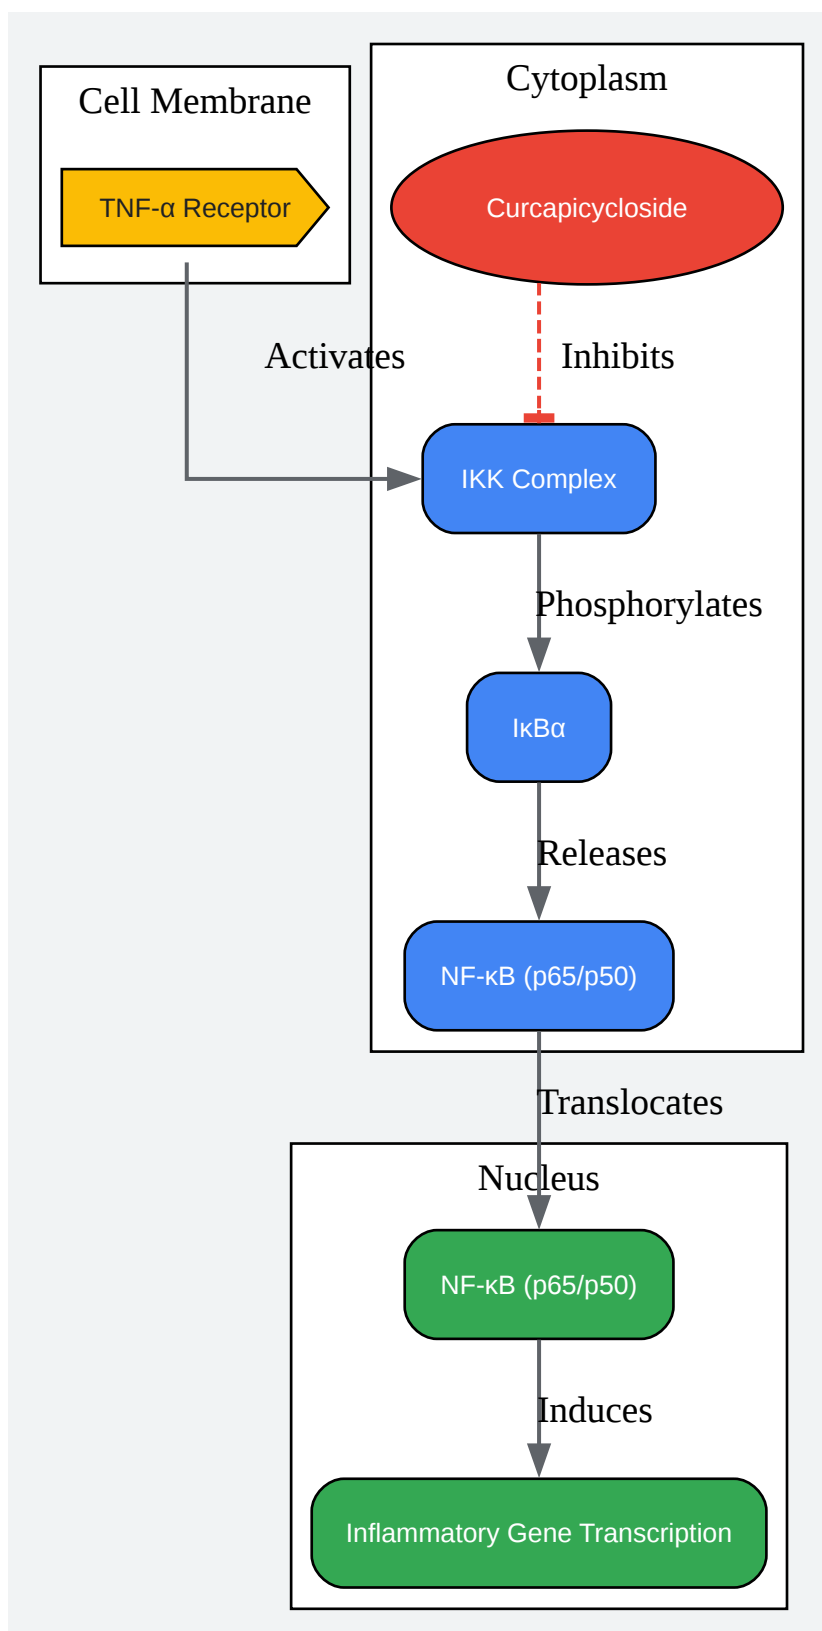 Cell Membrane
TNF-α Receptor
Cytoplasm
Curcapicycloside
Activates
Inhibits
IKK Complex
Phosphorylates
IκBα
Releases
NF-κB (p65/p50)
Translocates
Nucleus
NF-κB (p65/p50)
Induces
Inflammatory Gene Transcription